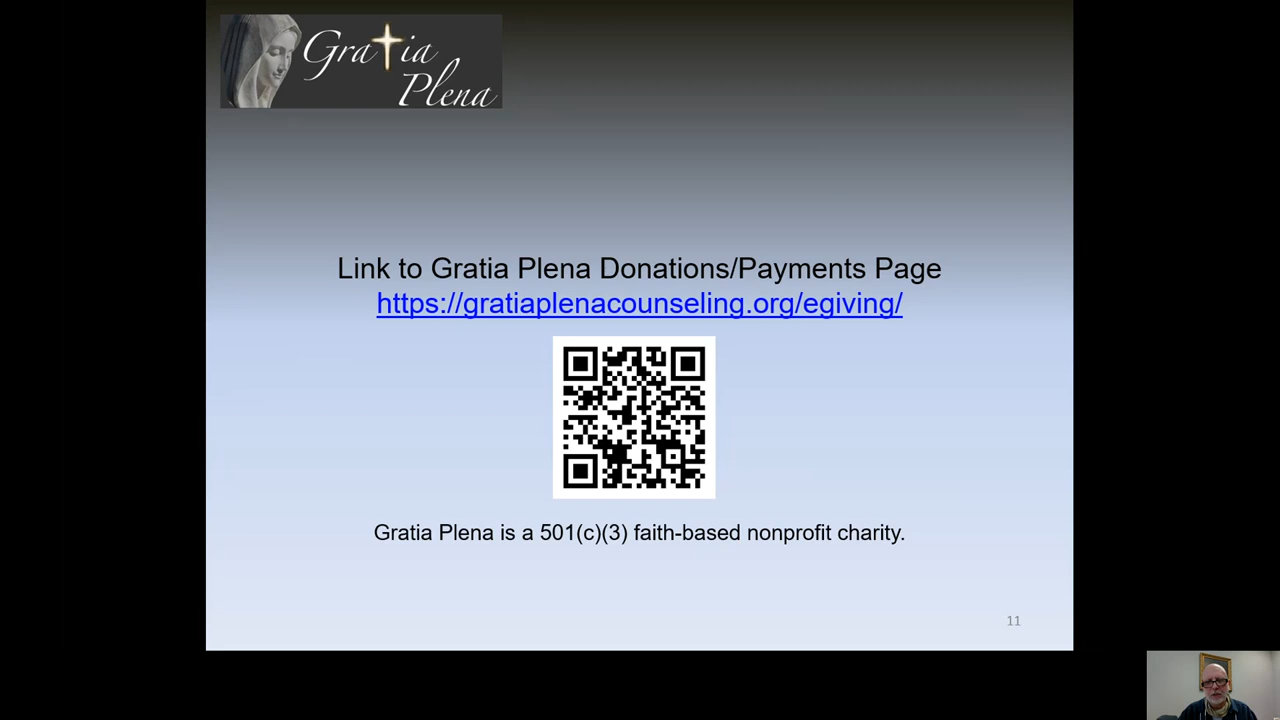 Gratia
Plena
Link to Gratia Plena Donations/Payments Page
https://gratiaplenacounseling.org/egiving/
Gratia Plena is a 501(c)(3) faith-based nonprofit charity.
11